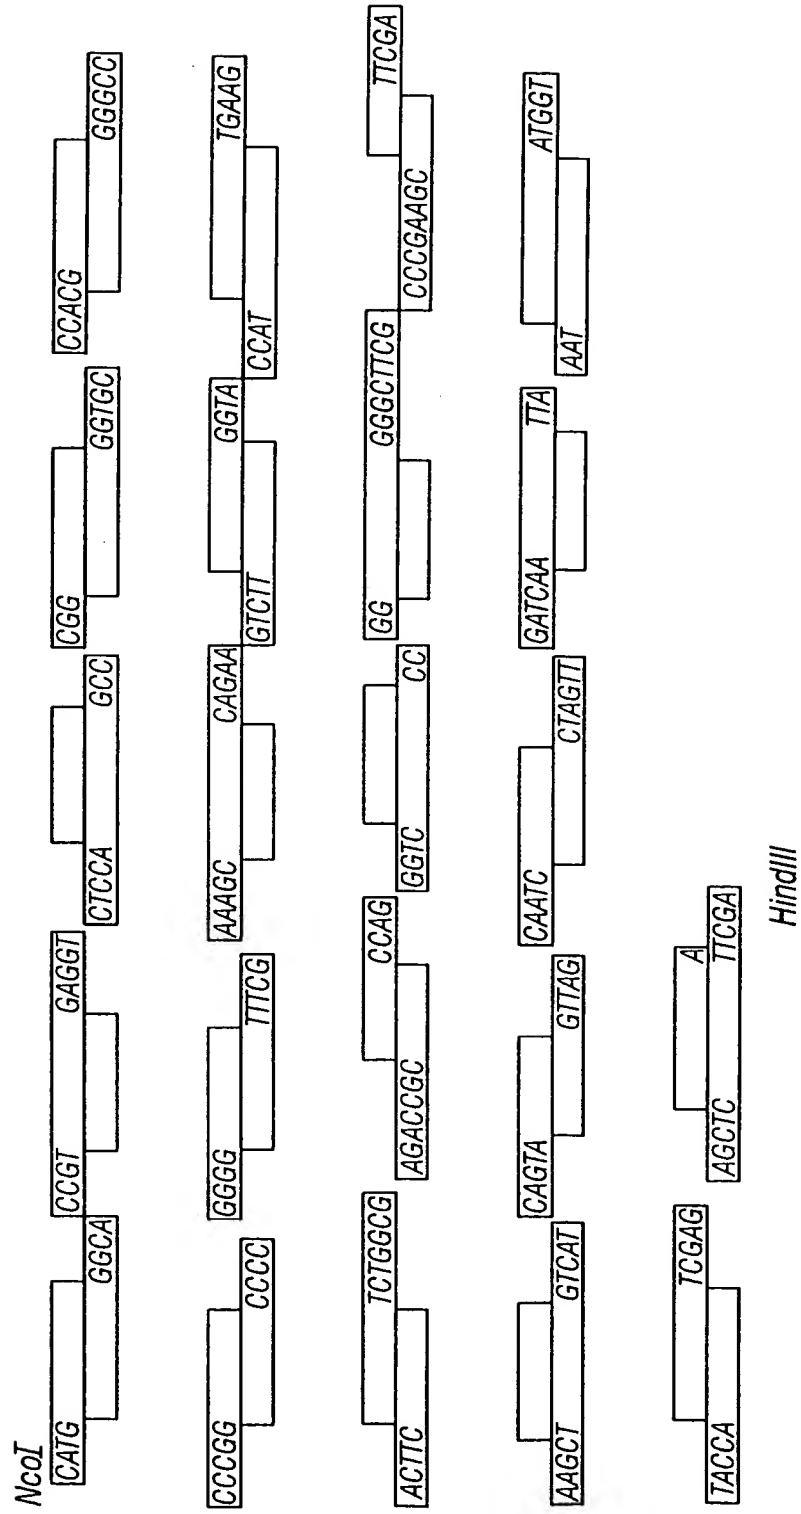 NcoI
CATG CCGT GAGGT CGG CCACG
GGCA CTCCA GCC GGTGC GGGCC
CCCGG GGGG AAAGC CAGAA GGTA TGAAG
CCCC TTTCG GTCTT CCAT
TCTGGCG CCAG GG GGGCTTCG TTCGA
ACTTC AGACCGC GGTC CC CCCGAAGC
CAGTA CAATC GATCAA TTA ATGGT
AAGCT GTCAT GTTAG CTAGTT AAT
TCGAG A
TACCA AGCTC TTCGA
HindIII